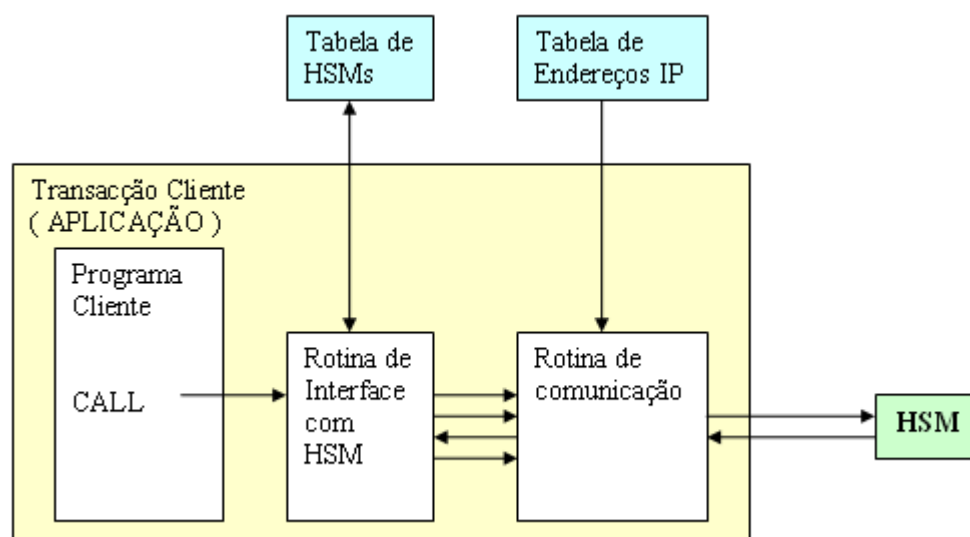 Tabela de
HSMs
Tabela de
Endereços IP
Transacção Cliente
( APLICAÇÃO )
Programa
Cliente
CALL
Rotina de
Interface
com
HSM
Rotina de
comunicação
HSM